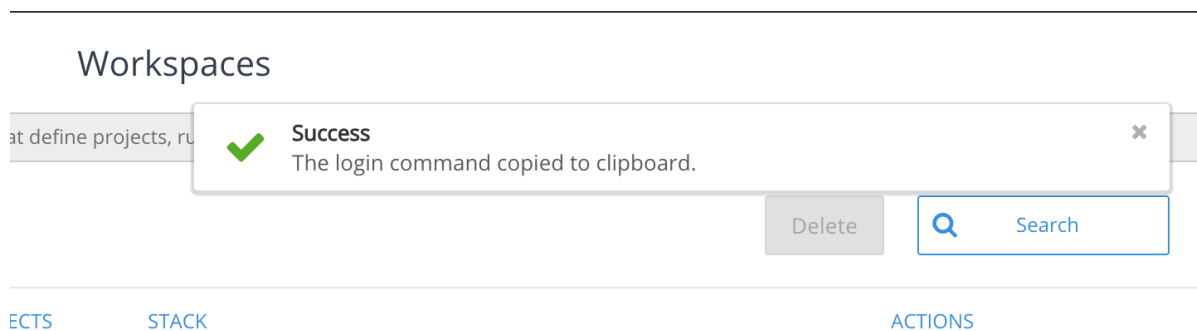 Workspaces
at define projects, ru
Success
The login command copied to clipboard.
Delete
Search
ECTS STACK ACTIONS